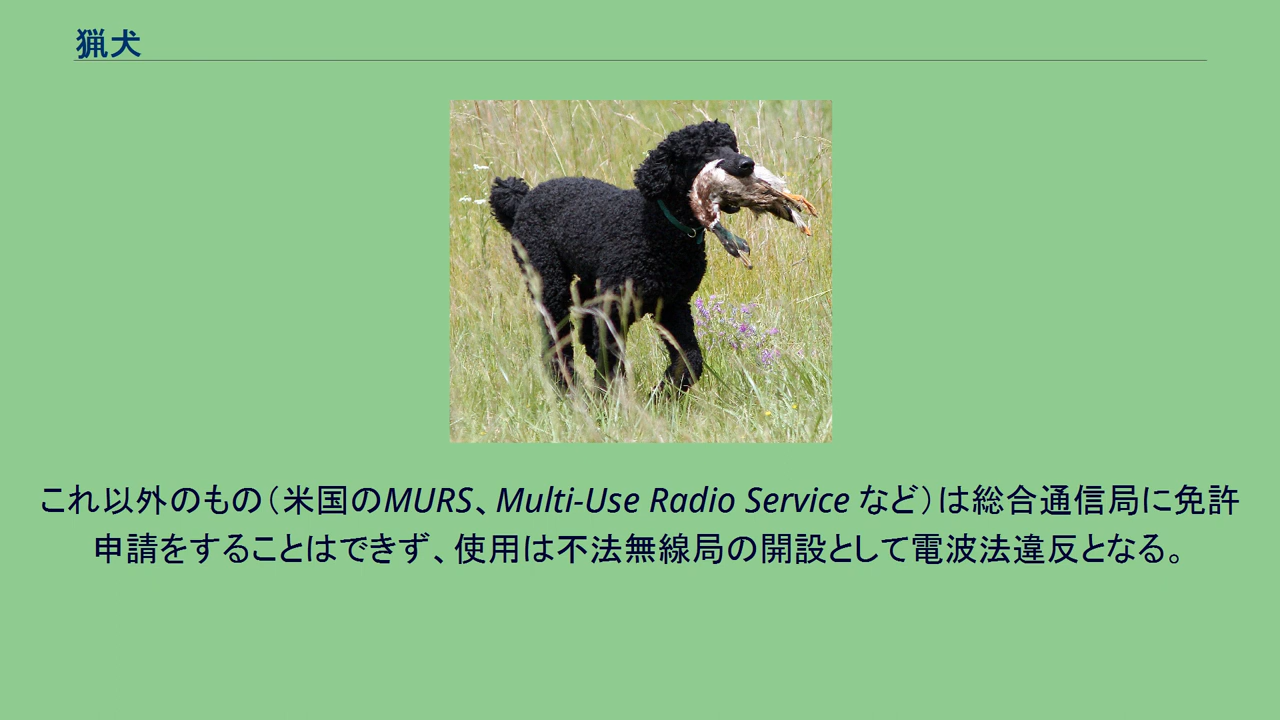 猟犬
これ以外のもの（米国のMURS、Multi-Use Radio Service など）は総合通信局に免許
申請をすることはできず、使用は不法無線局の開設として電波法違反となる。